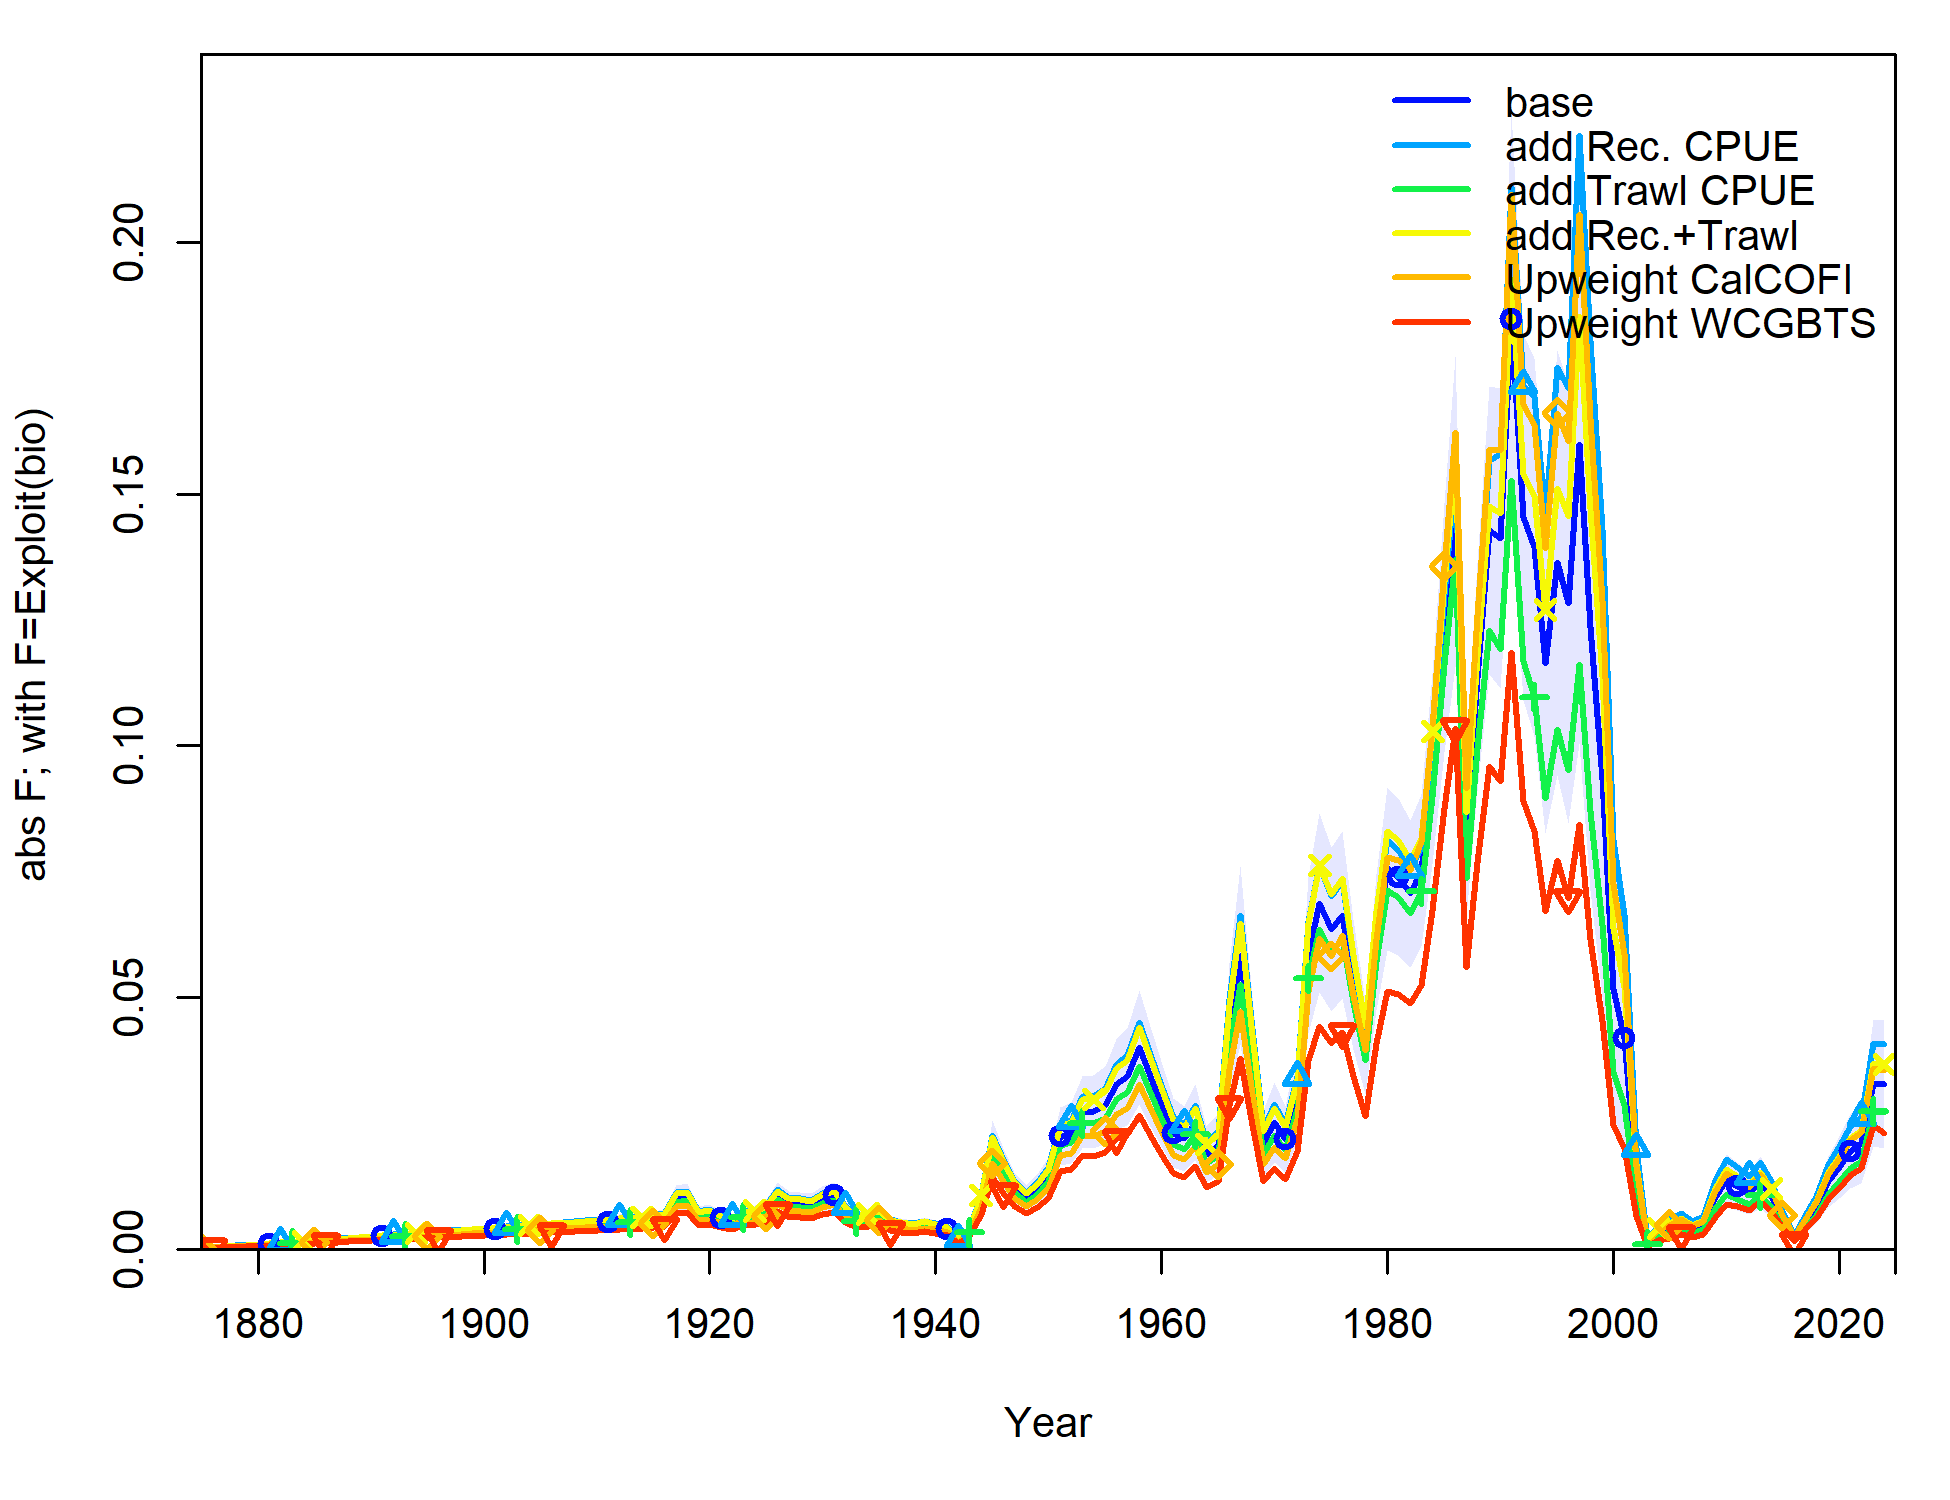 base
add Rec. CPUE
add Trawl CPUE
add Rec.+Trawl
Upweight CalCOFI
Upweight WCGBTS
abs F; with F=Exploit(bio)
0.20
0.15
0.10
0.05
0.00
1880 1900 1920 1940 1960 1980 2000 2020
Year